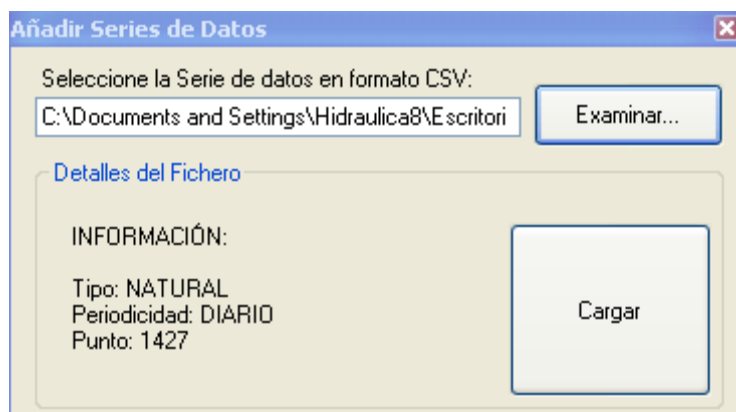 Añadir Series de Datos
Seleccione la Serie de datos en formato CSV:
C:\Documents and Settings\Hidraulica8\Escritori
Examinar...
Detalles del Fichero
INFORMACIÓN:
Tipo: NATURAL
Periodicidad: DIARIO
Punto: 1427
Cargar